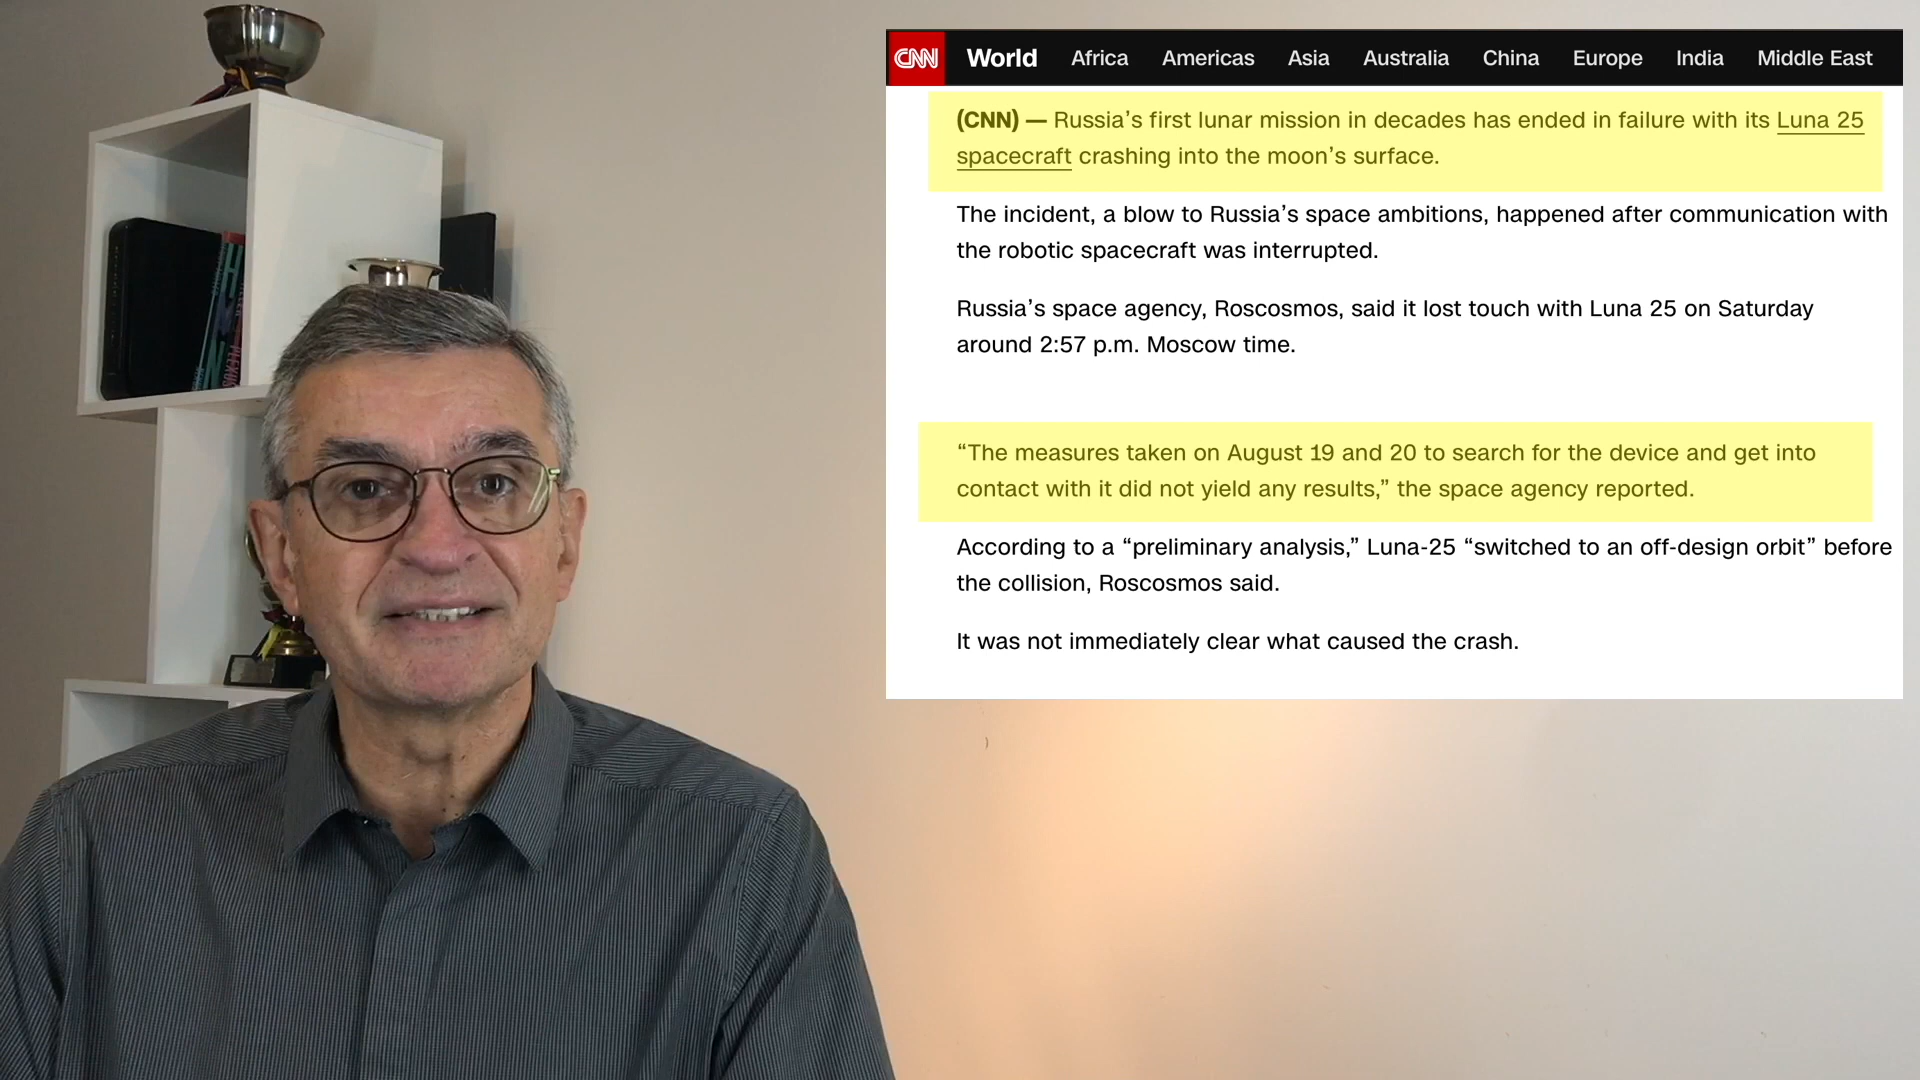 CNN World Africa Americas Asia Australia China Europe India Middle East
(CNN) — Russia’s first lunar mission in decades has ended in failure with its Luna 25
spacecraft crashing into the moon’s surface.
The incident, a blow to Russia’s space ambitions, happened after communication with
the robotic spacecraft was interrupted.
Russia’s space agency, Roscosmos, said it lost touch with Luna 25 on Saturday
around 2:57 p.m. Moscow time.
“The measures taken on August 19 and 20 to search for the device and get into
contact with it did not yield any results,” the space agency reported.
According to a “preliminary analysis,” Luna-25 “switched to an off-design orbit” before
the collision, Roscosmos said.
It was not immediately clear what caused the crash.